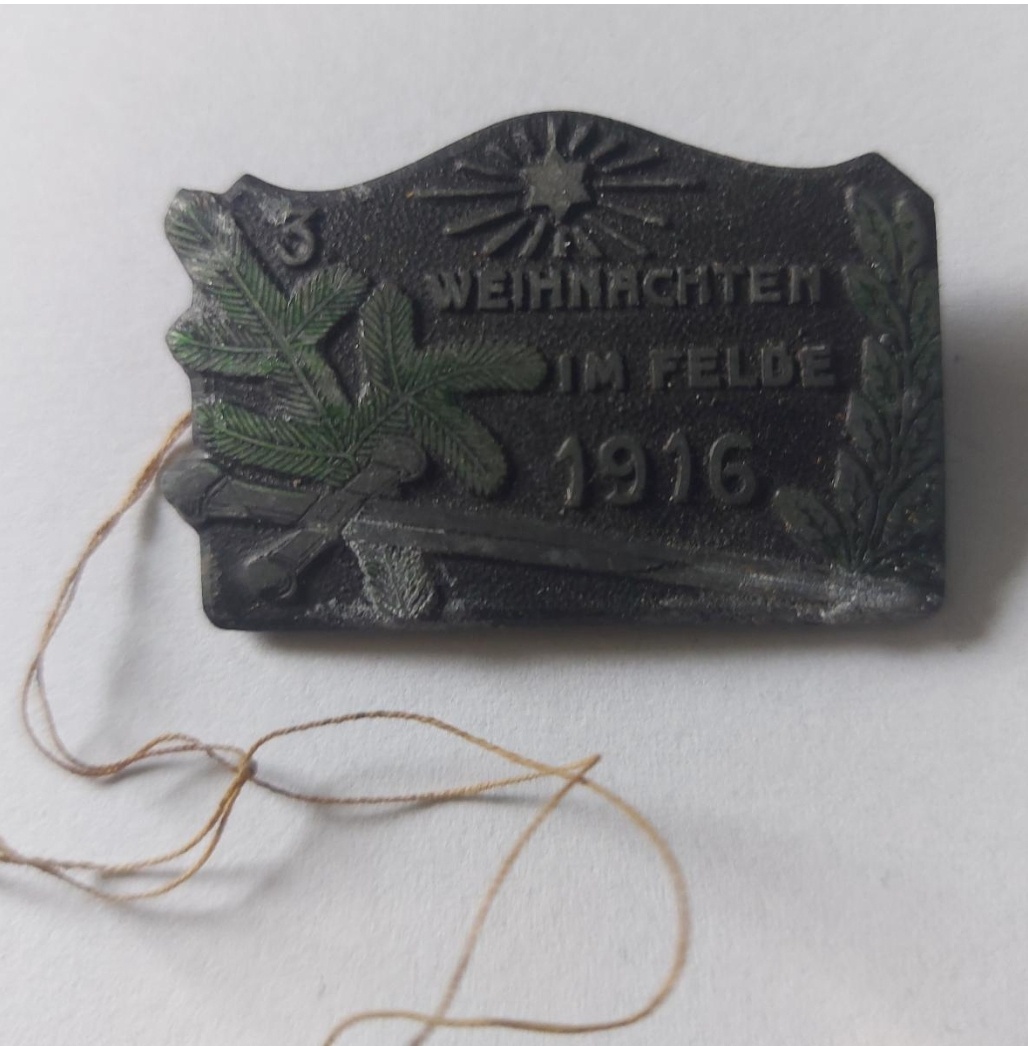 3
WEIHNACHTEN
IM FELDE
1916